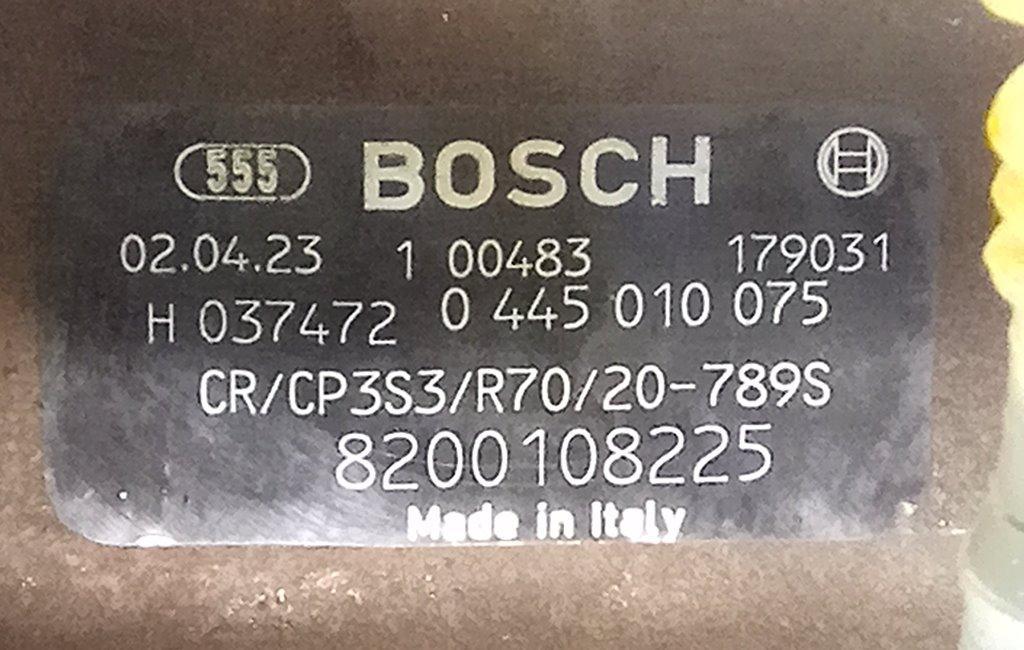 555 BOSCH H
02.04.23 1 00483 179031
H 037472 0 445 010 075
CR/CP3S3/R70/20-789S
8200108225
Made in Italy